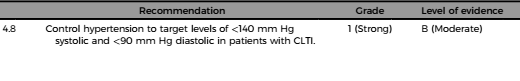 Recommendation Grade Level of evidence
4.8 Control hypertension to target levels of <140 mm Hg 1 (Strong) B (Moderate)
systolic and <90 mm Hg diastolic in patients with CLTI.